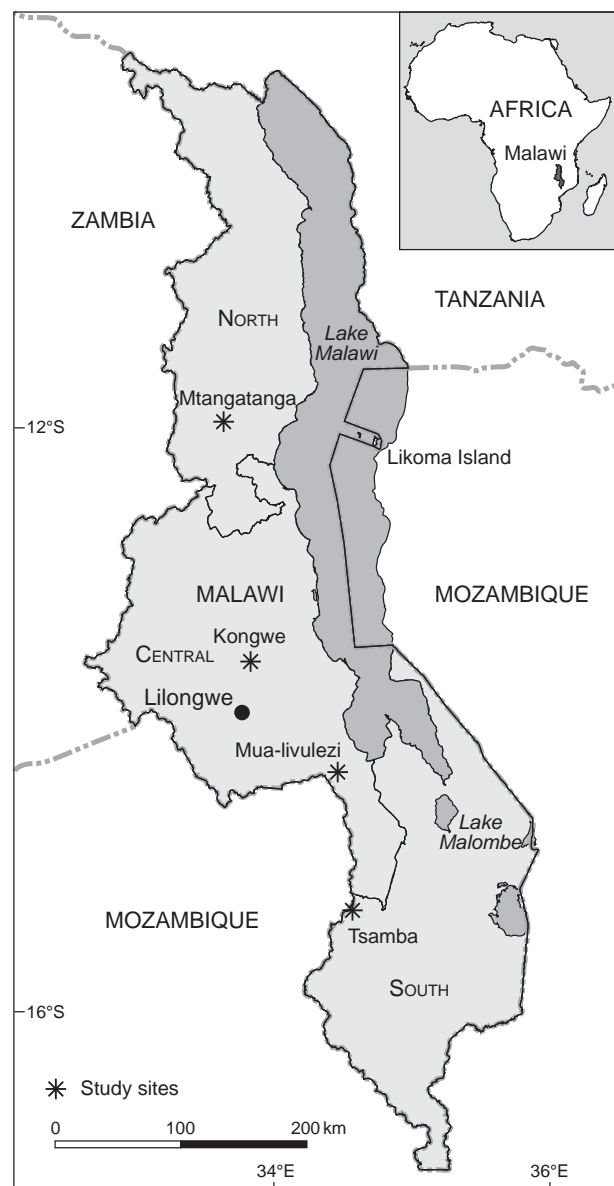 AFRICA
Malawi
ZAMBIA
TANZANIA
NORTH
Lake
Malawi
Mtangatanga
12°S
Likoma Island
MALAWI
MOZAMBIQUE
Kongwe
CENTRAL
Lilongwe
Mua-livulezi
Lake
Malombe
MOZAMBIQUE
Tsamba
SOUTH
16°S
Study sites
0 100 200 km
34°E 36°E